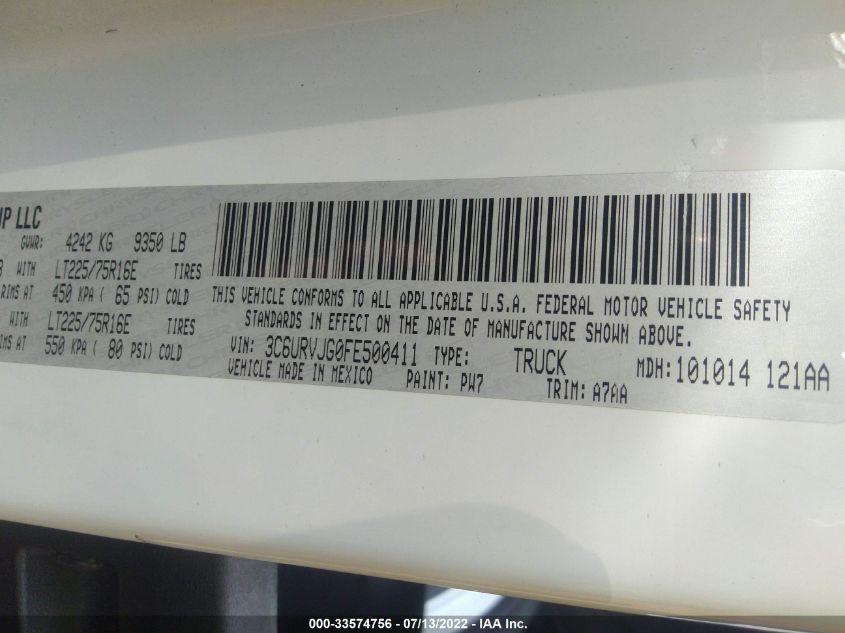 UP LLC
GVWR: 4242 KG 9350 LB
WITH LT225/75R16E TIRES
RIMS AT 450 KPA ( 65 PSI) COLD
WITH LT225/75R16E TIRES
RIMS AT 550 KPA ( 80 PSI) COLD
THIS VEHICLE CONFORMS TO ALL APPLICABLE U.S.A. FEDERAL MOTOR VEHICLE SAFETY
STANDARDS IN EFFECT ON THE DATE OF MANUFACTURE SHOWN ABOVE.
VIN: 3C6URVJG0FE500411 TYPE: TRUCK MDH: 101014 121AA
VEHICLE MADE IN MEXICO PAINT: PW7 TRIM: A7AA
000-33574756 - 07/13/2022 - IAA Inc.